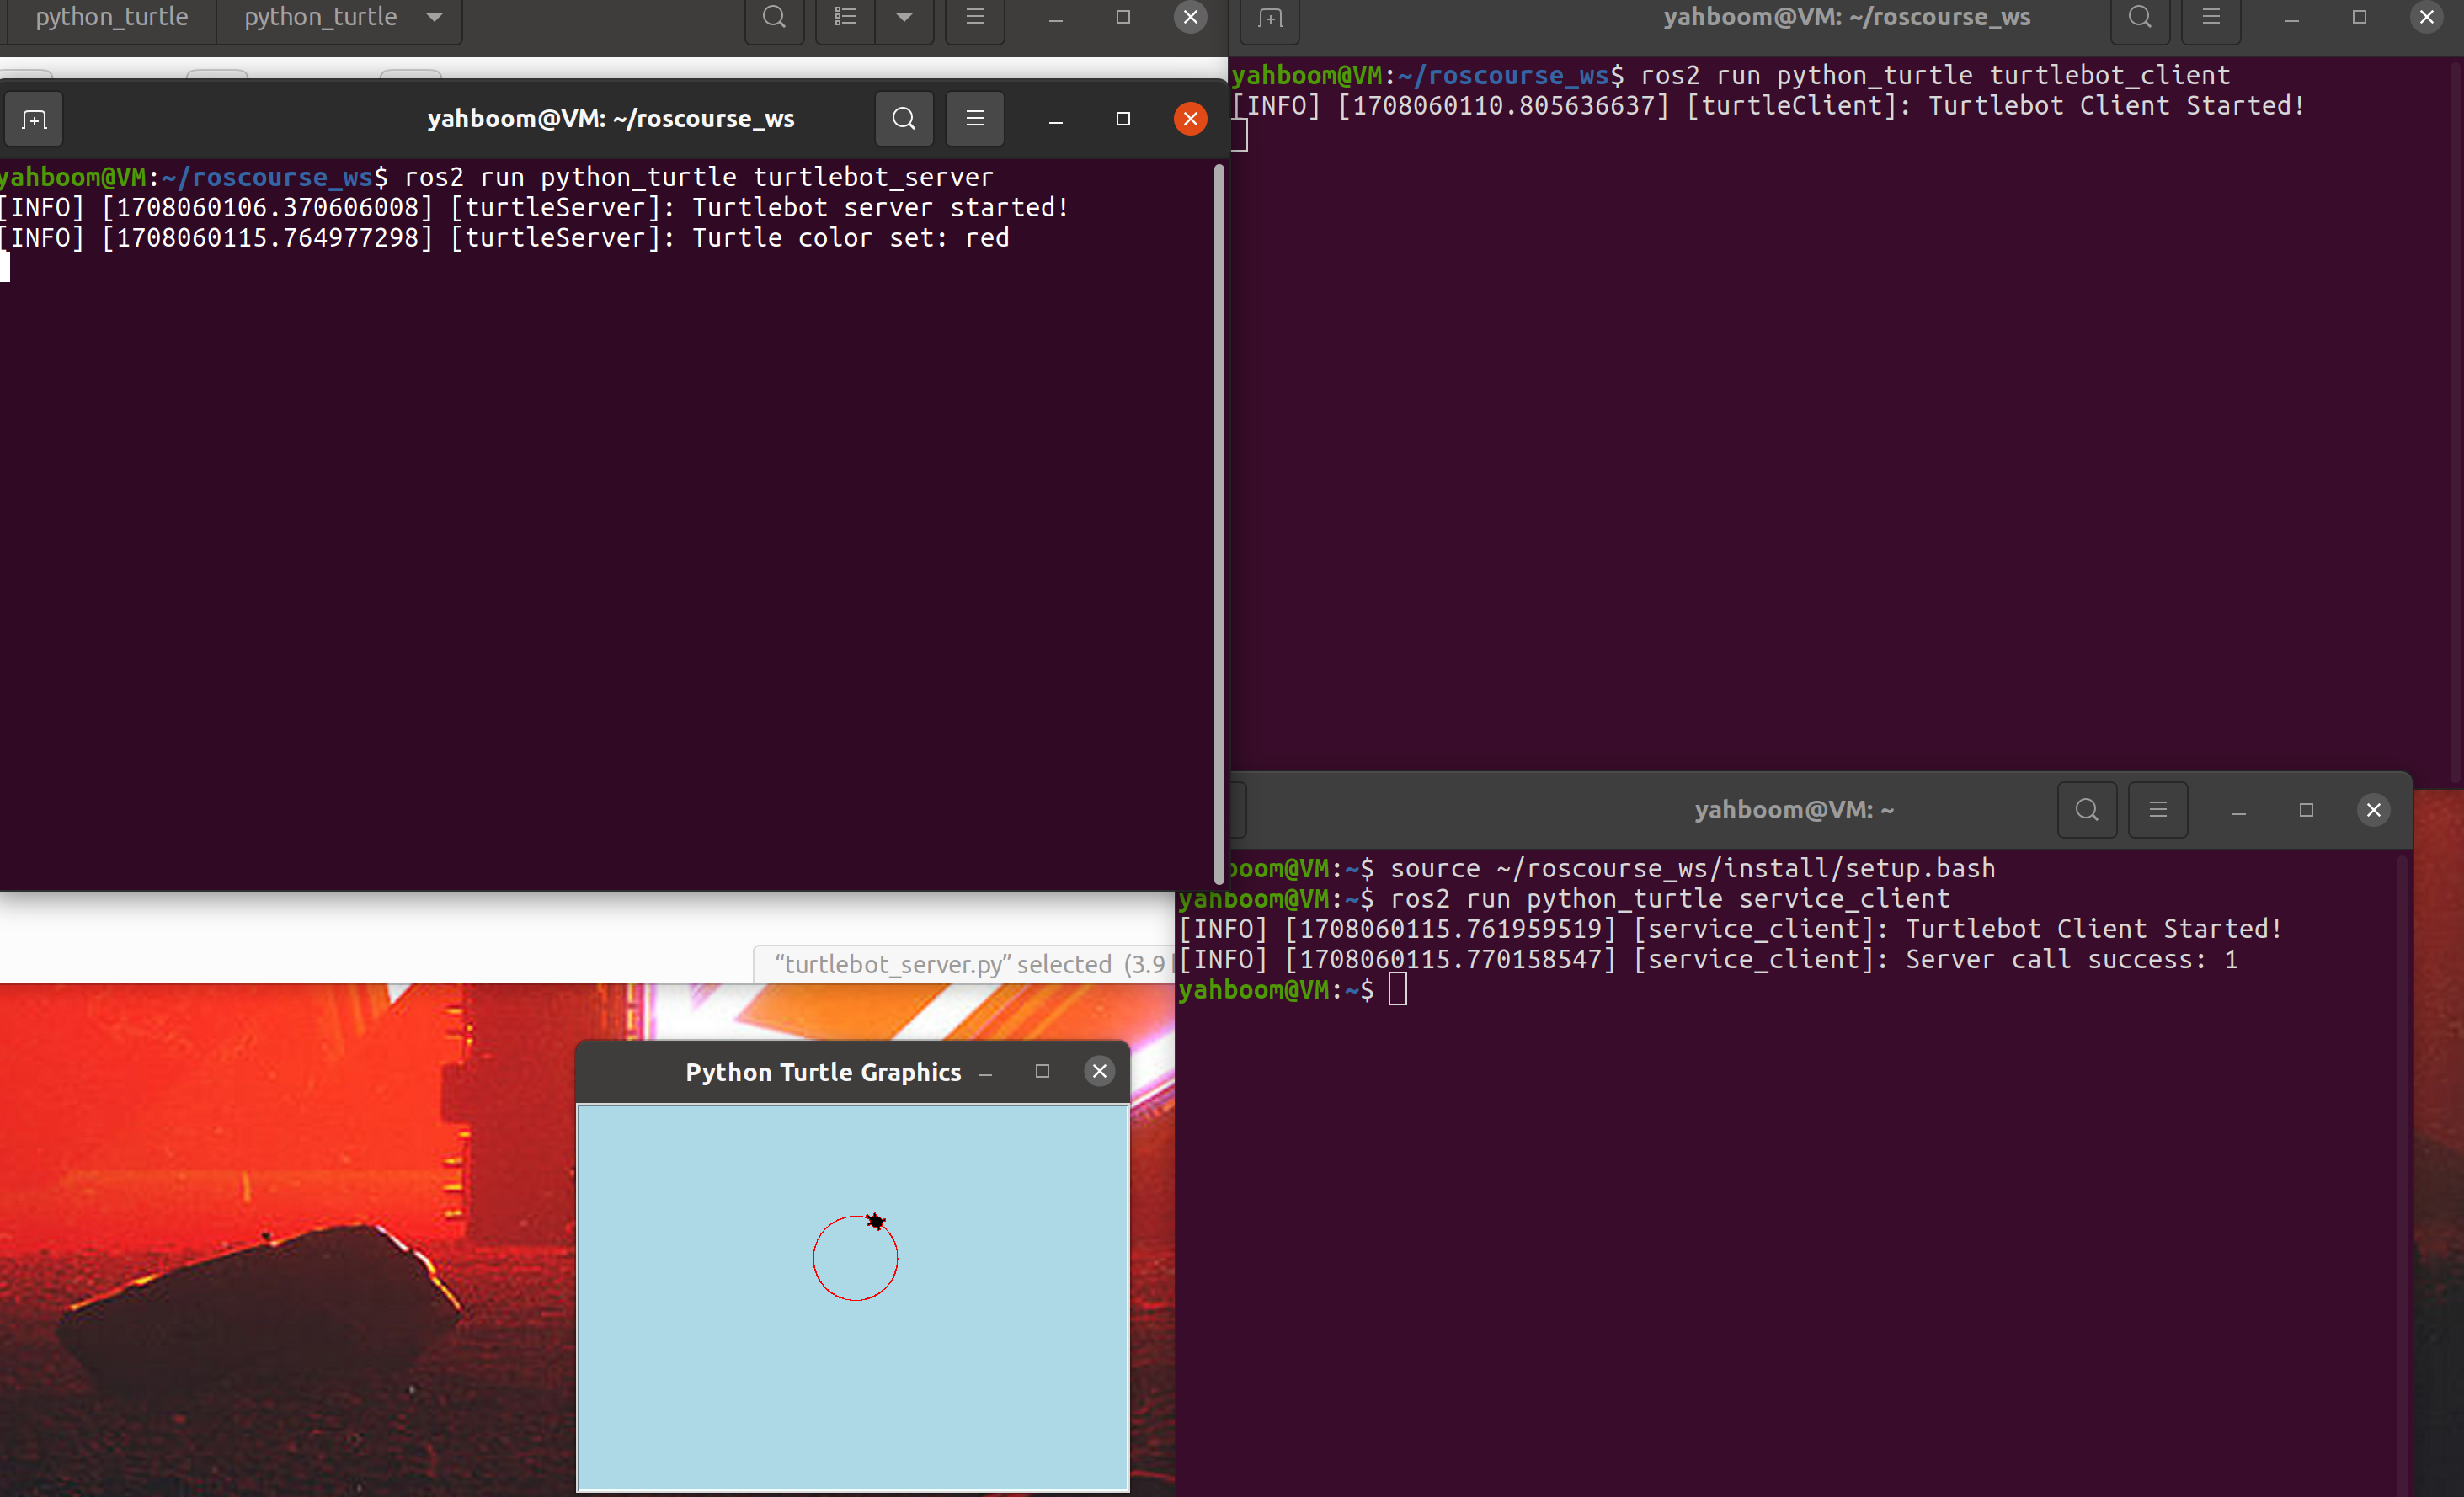 python_turtle python_turtle
yahboom@VM: ~/roscourse_ws
yahboom@VM:~/roscourse_ws$ ros2 run python_turtle turtlebot_server
[INFO] [1708060106.370606008] [turtleServer]: Turtlebot server started!
[INFO] [1708060115.764977298] [turtleServer]: Turtle color set: red
yahboom@VM: ~/roscourse_ws
yahboom@VM:~/roscourse_ws$ ros2 run python_turtle turtlebot_client
[INFO] [1708060110.805636637] [turtleClient]: Turtlebot Client Started!
yahboom@VM: ~
boom@VM:~$ source ~/roscourse_ws/install/setup.bash
yahboom@VM:~$ ros2 run python_turtle service_client
[INFO] [1708060115.761959519] [service_client]: Turtlebot Client Started!
[INFO] [1708060115.770158547] [service_client]: Server call success: 1
yahboom@VM:~$
“turtlebot_server.py” selected (3.9
Python Turtle Graphics